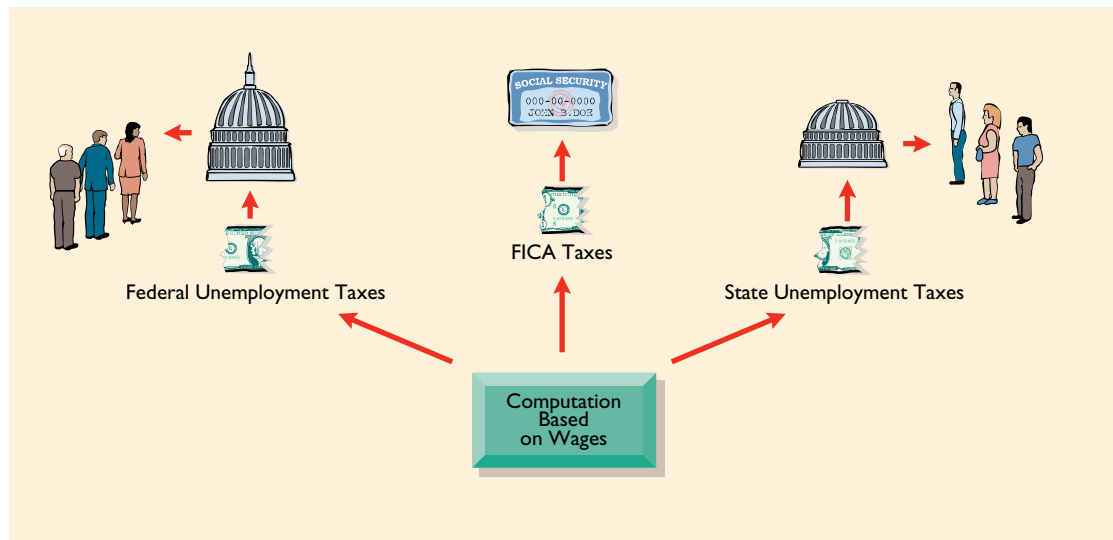 SOCIAL SECURITY
000-00-0000
JOHN B.DOE
FICA Taxes
Federal Unemployment Taxes
State Unemployment Taxes
Computation
Based
on Wages